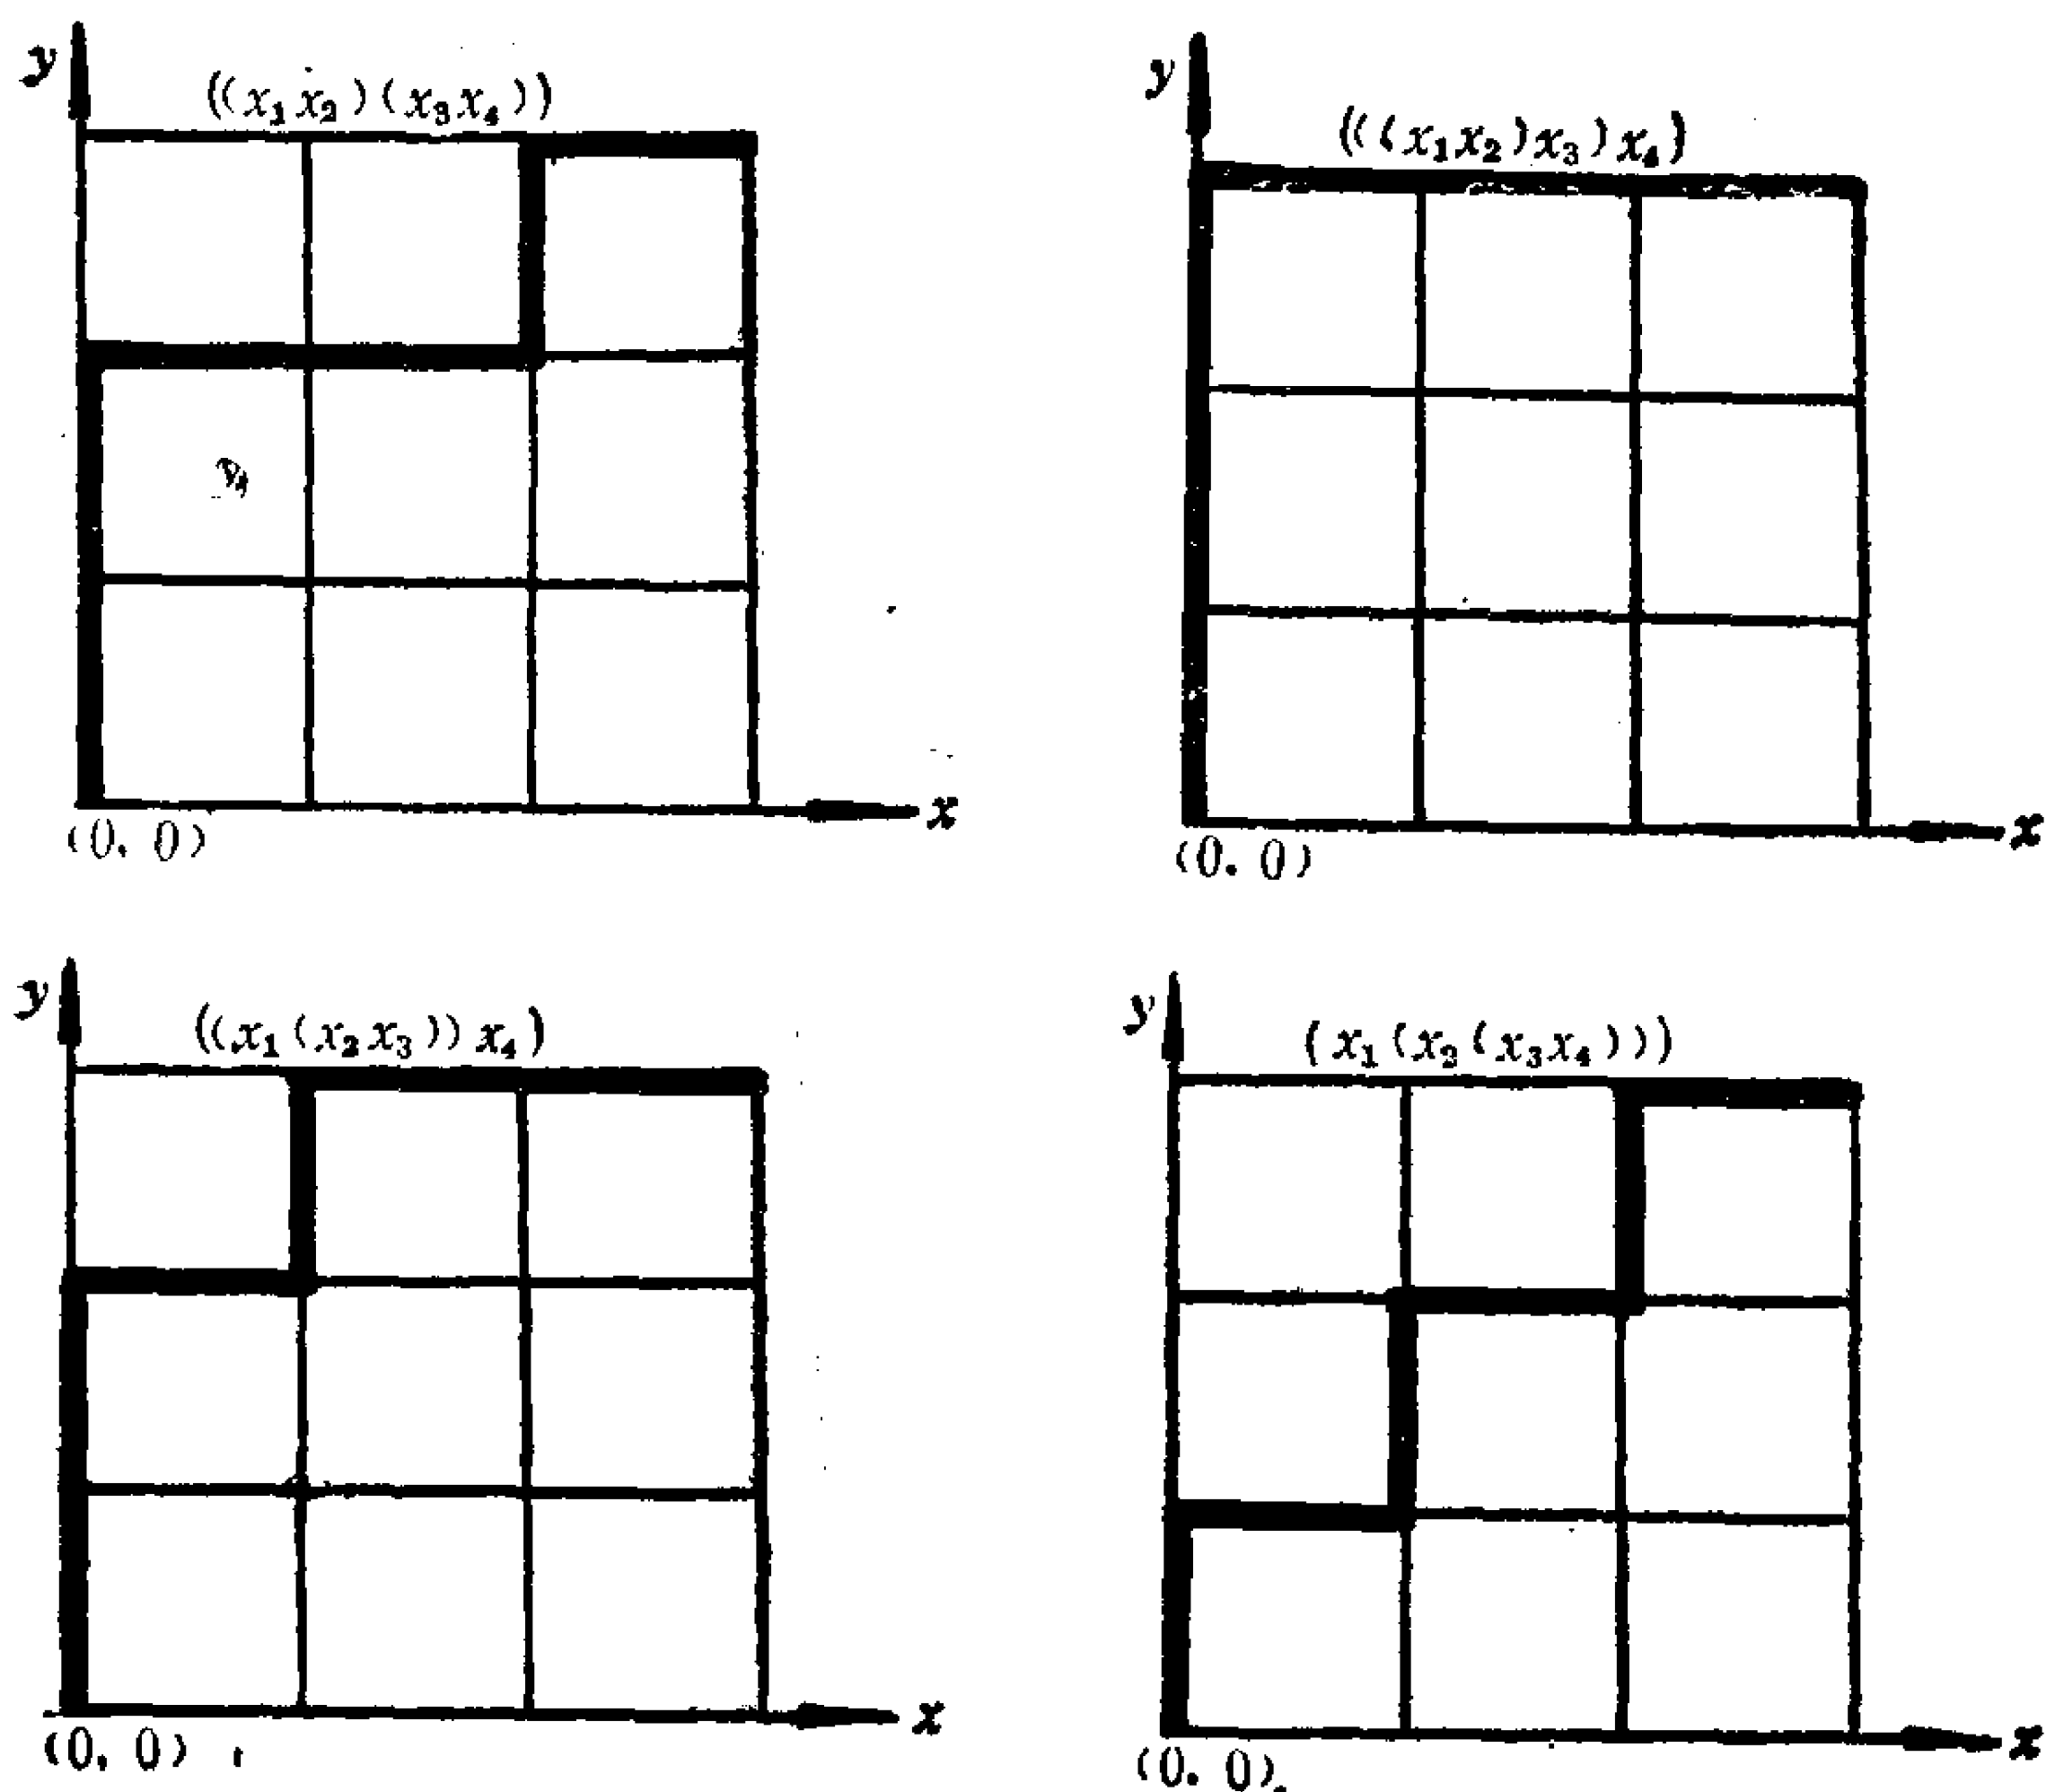 y
((x₁x₂)(x₃x₄))
x
(0, 0)
y
(((x₁x₂)x₃)x₄)
x
(0. 0)
y
((x₁(x₂x₃))x₄)
x
(0, 0)
y
(x₁(x₂(x₃x₄)))
x
(0. 0)